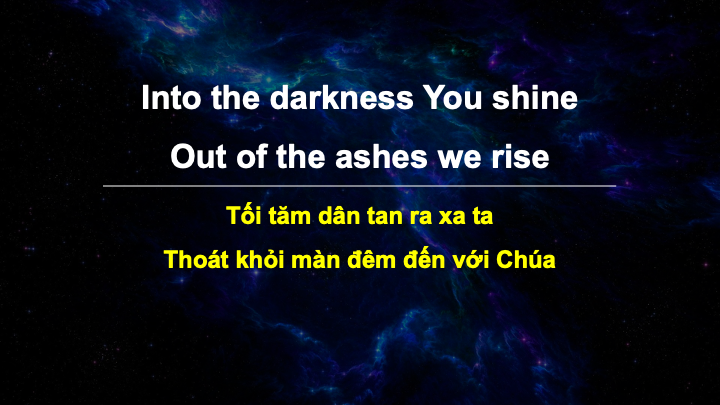 Into the darkness You shine
Out of the ashes we rise
Tối tăm dân tan ra xa ta
Thoát khỏi màn đêm đến với Chúa